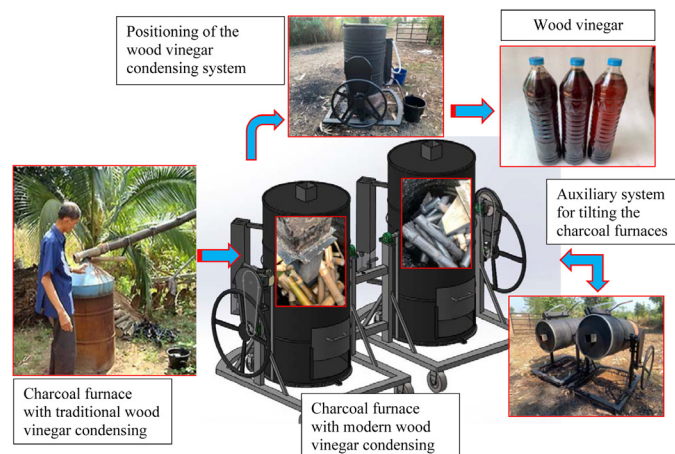 Positioning of the
wood vinegar
condensing system
Wood vinegar
Auxiliary system
for tilting the
charcoal furnaces
Charcoal furnace
with traditional wood
vinegar condensing
Charcoal furnace
with modern wood
vinegar condensing